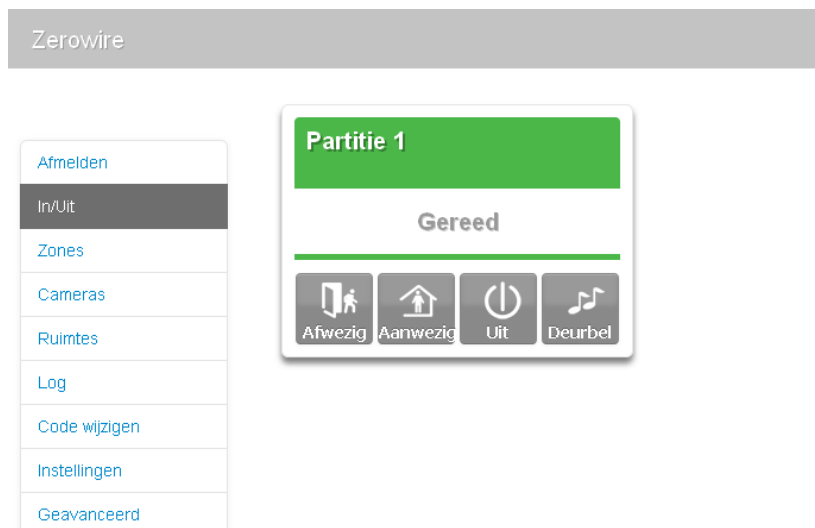 Zerowire
Afmelden
In/Uit
Zones
Cameras
Ruimtes
Log
Code wijzigen
Instellingen
Geavanceerd
Partitie 1
Gereed
Afwezig Aanwezig Uit Deurbel